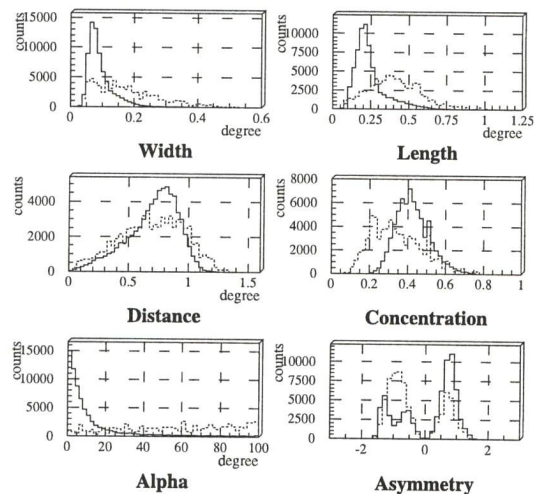 counts
15000
10000
5000
0
0 0.2 0.4 0.6
degree
Width
counts
12500
10000
7500
5000
2500
0
0 0.25 0.5 0.75 1 1.25
degree
Length
counts
4000
2000
0
0 0.5 1 1.5
degree
Distance
counts
8000
6000
4000
2000
0
0 0.2 0.4 0.6 0.8 1
Concentration
counts
15000
10000
5000
0
0 20 40 60 80 100
degree
Alpha
counts
10000
7500
5000
2500
0
-2 0 2
Asymmetry